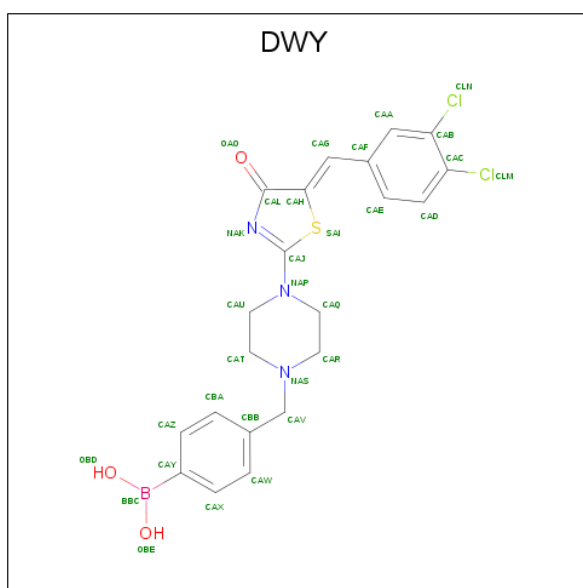 DWY
CLN
Cl
CAA
CAG CAF CAB
OAO CAC
O Cl CLM
CAL CAH CAE CAD
N S
NAK SAI
CAJ
N NAP
CAU CAQ
CAT CAR
N NAS
CBA CAV
CAZ CBB
OBD CAY CAW
HO
BBC B CAX
OH
OBE